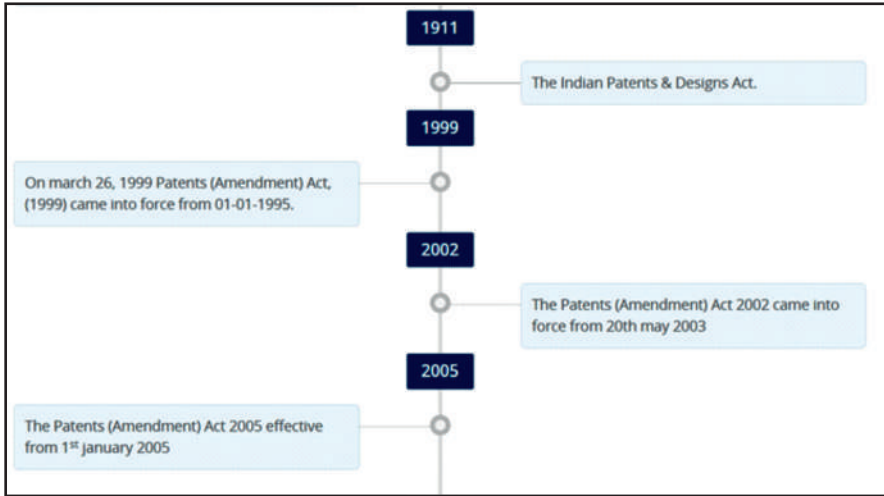 1911
The Indian Patents & Designs Act.
1999
On march 26, 1999 Patents (Amendment) Act,
(1999) came into force from 01-01-1995.
2002
The Patents (Amendment) Act 2002 came into
force from 20th may 2003
2005
The Patents (Amendment) Act 2005 effective
from 1st january 2005